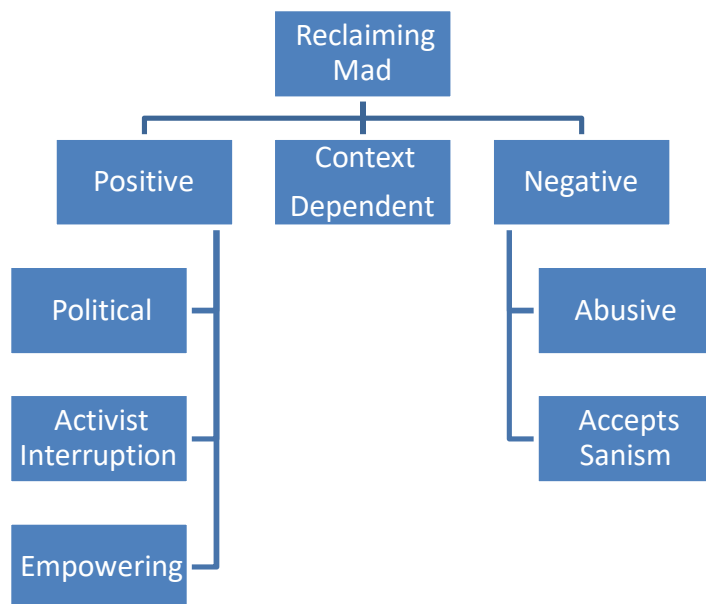 Reclaiming
Mad
Positive
Context
Dependent
Negative
Political
Abusive
Activist
Interruption
Accepts
Sanism
Empowering